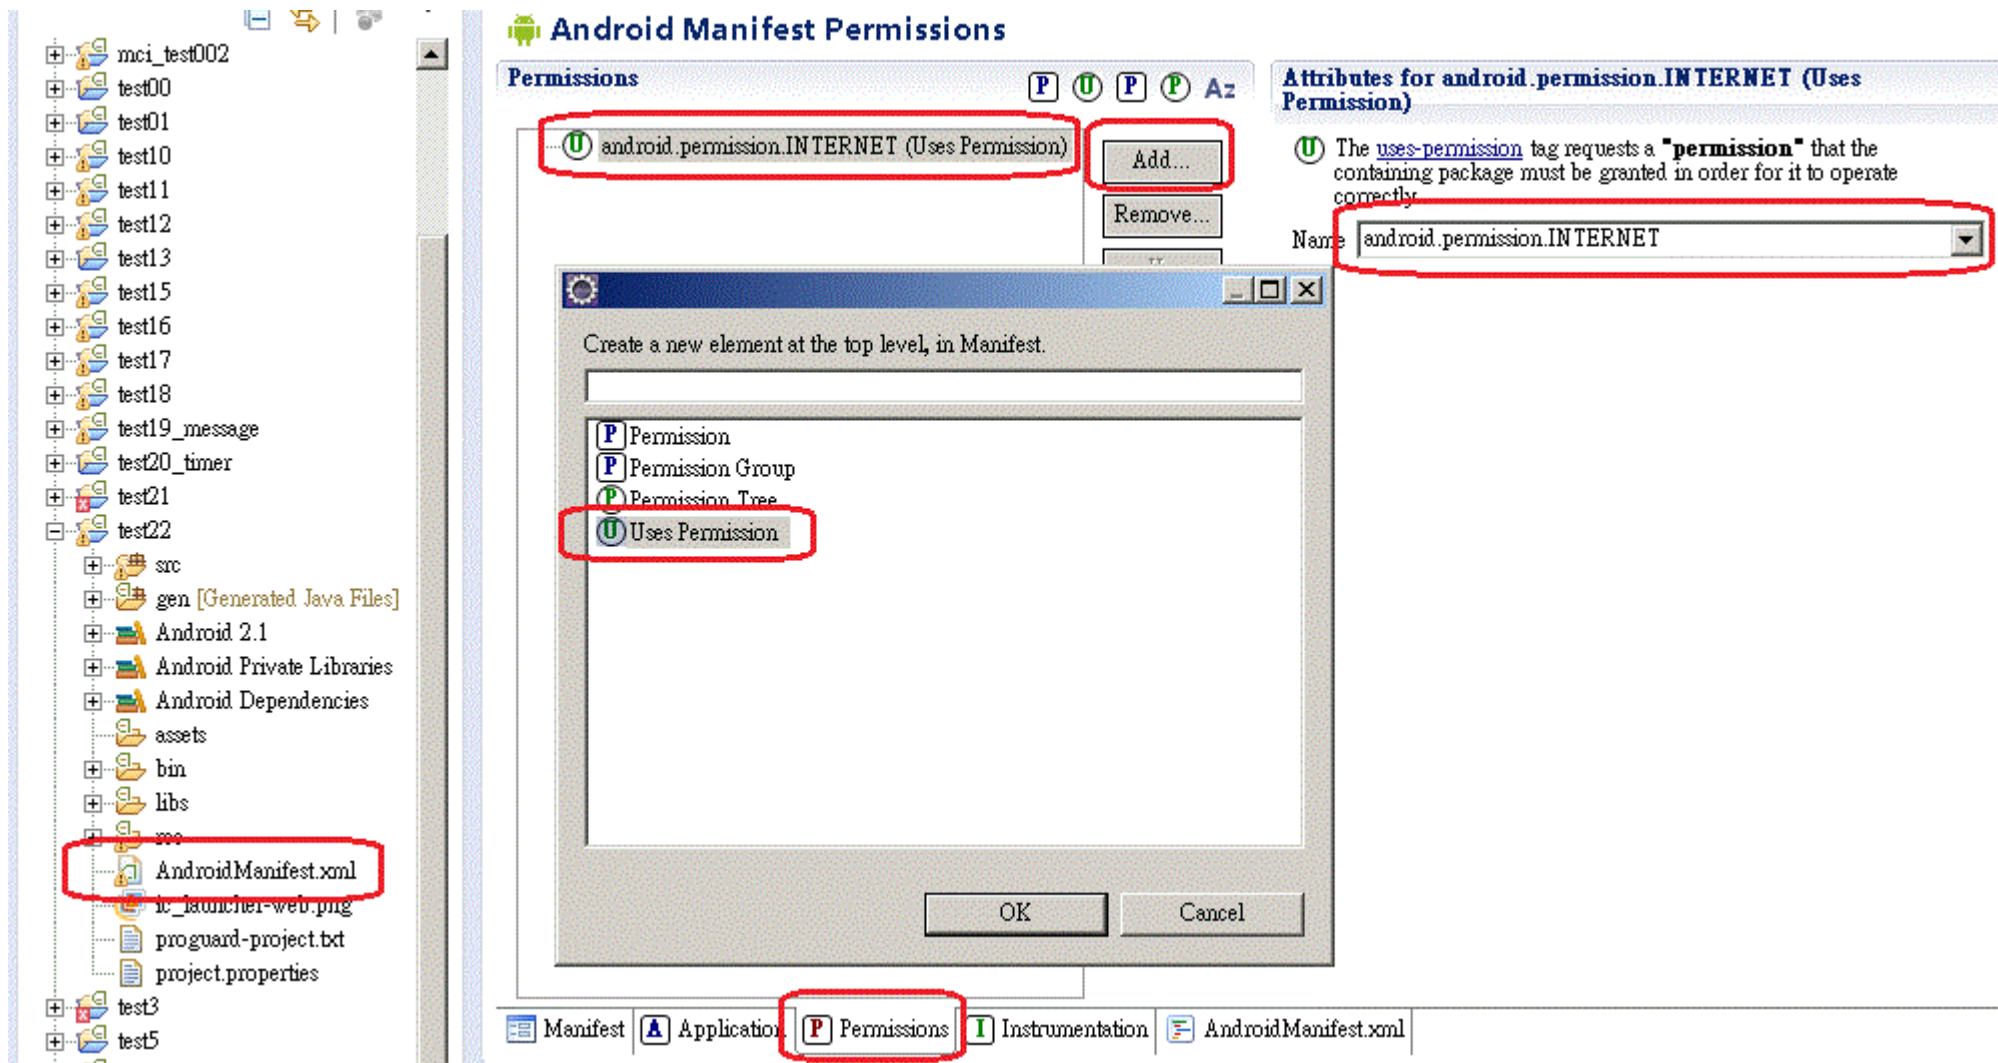 mci_test002
test00
test01
test10
test11
test12
test13
test15
test16
test17
test18
test19_message
test20_timer
test21
test22
src
gen [Generated Java Files]
Android 2.1
Android Private Libraries
Android Dependencies
assets
bin
libs
AndroidManifest.xml
ic_launcher-web.png
proguard-project.txt
project.properties
test3
test5
Android Manifest Permissions
Permissions
P U P P Az
U android.permission.INTERNET (Uses Permission)
Add...
Remove...
Attributes for android.permission.INTERNET (Uses
Permission)
U The uses-permission tag requests a "permission" that the
containing package must be granted in order for it to operate
correctly
Name android.permission.INTERNET
Create a new element at the top level, in Manifest.
P Permission
P Permission Group
P Permission Tree
U Uses Permission
OK Cancel
Manifest A Application P Permissions I Instrumentation AndroidManifest.xml